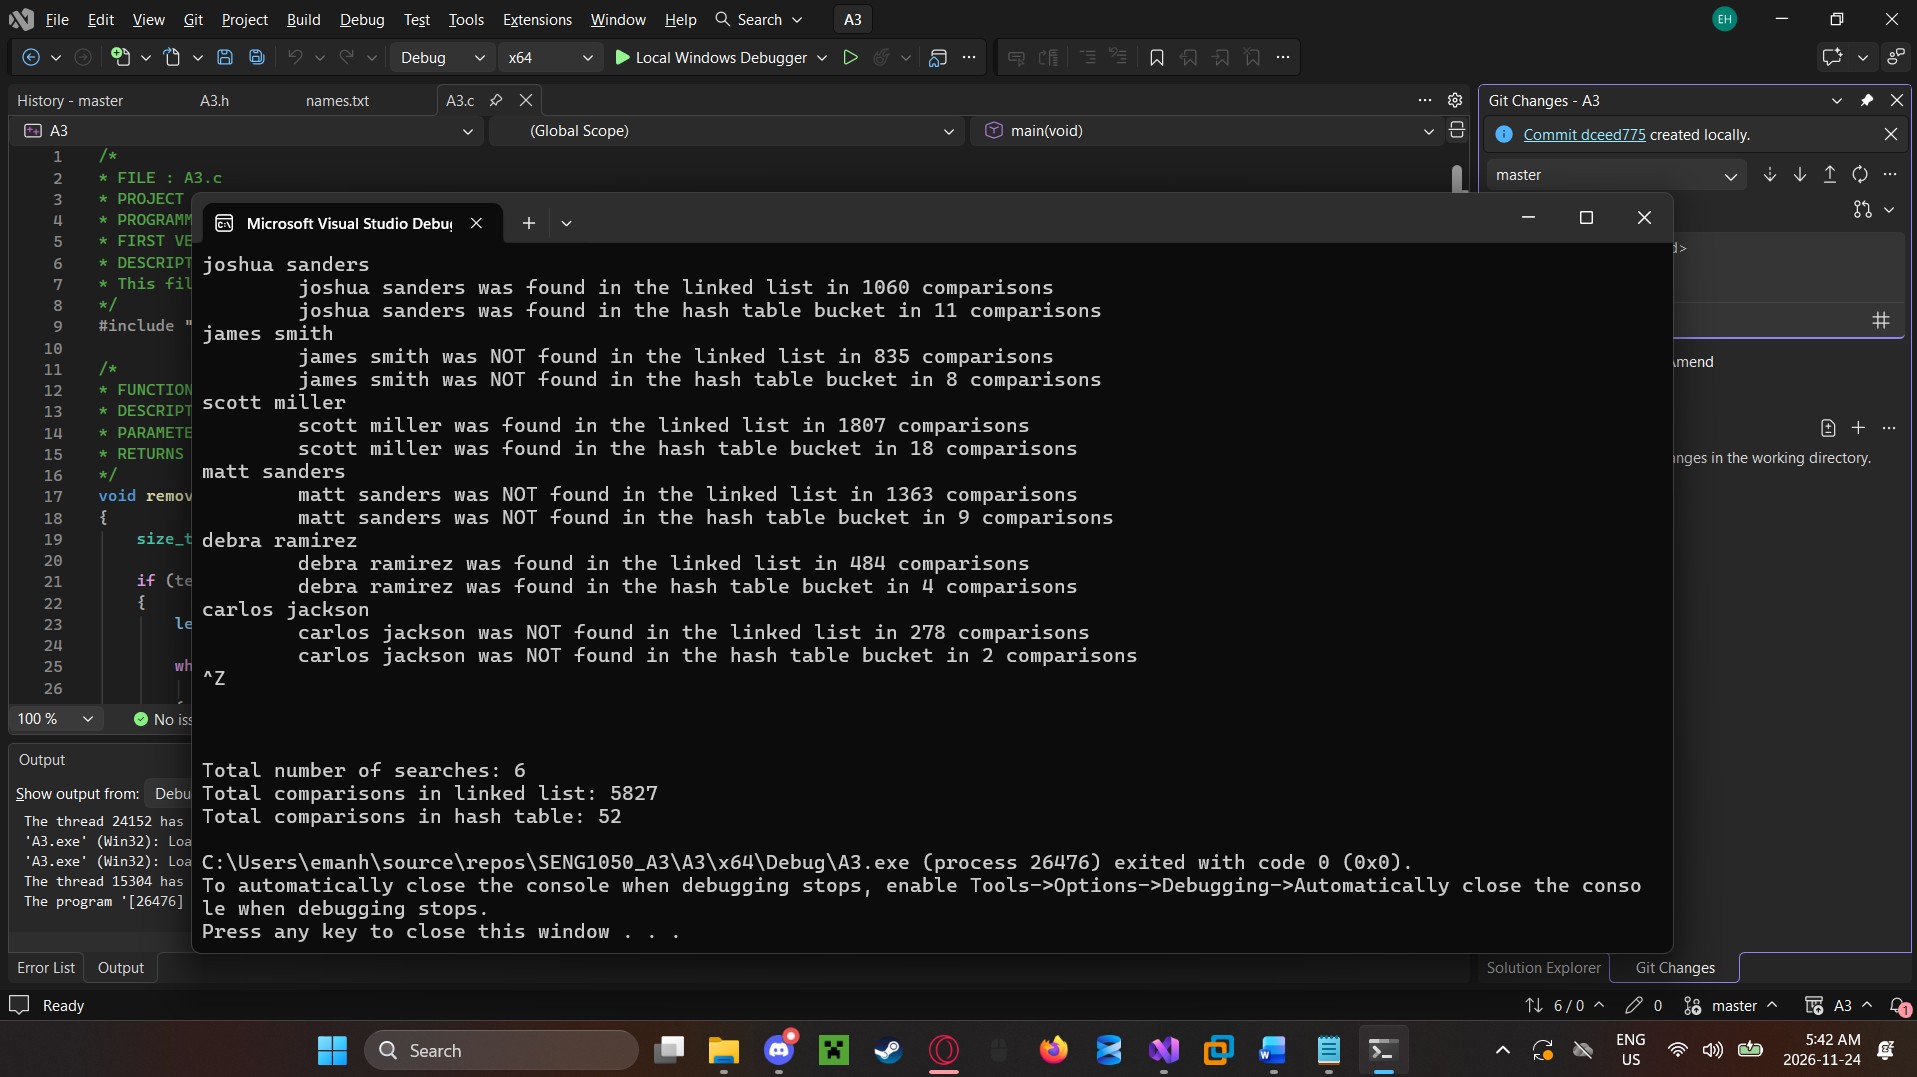 File Edit View Git Project Build Debug Test Tools Extensions Window Help Search A3 EH
Debug x64 Local Windows Debugger
History - master A3.h names.txt A3.c
A3 (Global Scope) main(void)
1 /*
2 * FILE : A3.c
3 * PROJECT
4 * PROGRAMM
5 * FIRST VE
6 * DESCRIPT
7 * This fil
8 */
9 #include "
10
11 /*
12 * FUNCTION
13 * DESCRIPT
14 * PARAMETE
15 * RETURNS
16 */
17 void remov
18 {
19 size_t
20
21 if (te
22 {
23 le
24
25 wh
26
100 % No iss
Output
Show output from: Debu
The thread 24152 has
'A3.exe' (Win32): Loa
'A3.exe' (Win32): Loa
The thread 15304 has
The program '[26476]
Error List Output
Microsoft Visual Studio Debu
joshua sanders
joshua sanders was found in the linked list in 1060 comparisons
joshua sanders was found in the hash table bucket in 11 comparisons
james smith
james smith was NOT found in the linked list in 835 comparisons
james smith was NOT found in the hash table bucket in 8 comparisons
scott miller
scott miller was found in the linked list in 1807 comparisons
scott miller was found in the hash table bucket in 18 comparisons
matt sanders
matt sanders was NOT found in the linked list in 1363 comparisons
matt sanders was NOT found in the hash table bucket in 9 comparisons
debra ramirez
debra ramirez was found in the linked list in 484 comparisons
debra ramirez was found in the hash table bucket in 4 comparisons
carlos jackson
carlos jackson was NOT found in the linked list in 278 comparisons
carlos jackson was NOT found in the hash table bucket in 2 comparisons
^Z
Total number of searches: 6
Total comparisons in linked list: 5827
Total comparisons in hash table: 52
C:\Users\emanh\source\repos\SENG1050_A3\A3\x64\Debug\A3.exe (process 26476) exited with code 0 (0x0).
To automatically close the console when debugging stops, enable Tools->Options->Debugging->Automatically close the conso
le when debugging stops.
Press any key to close this window . . .
Git Changes - A3
Commit dceed775 created locally.
master
d>
Amend
nges in the working directory.
Solution Explorer Git Changes
Ready 6 / 0 0 master A3 1
Search ENG US 5:42 AM 2026-11-24